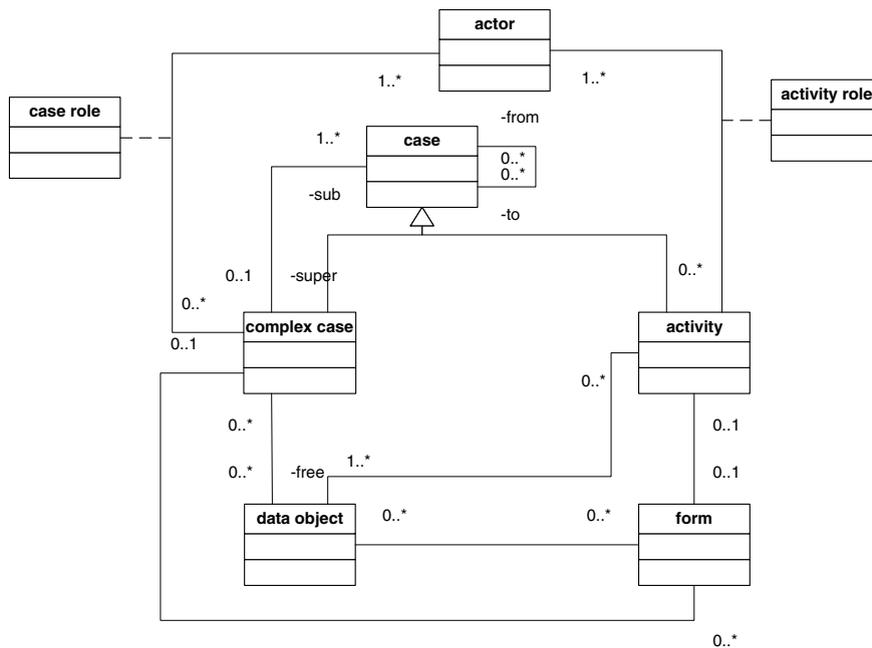 actor
1..*
1..*
case role
activity role
-from
1..*
case
0..*
0..*
-sub
-to
0..1
-super
0..*
0..*
complex case
activity
0..1
0..*
0..*
0..1
1..*
0..*
-free
0..1
data object
0..*
0..*
form
0..*